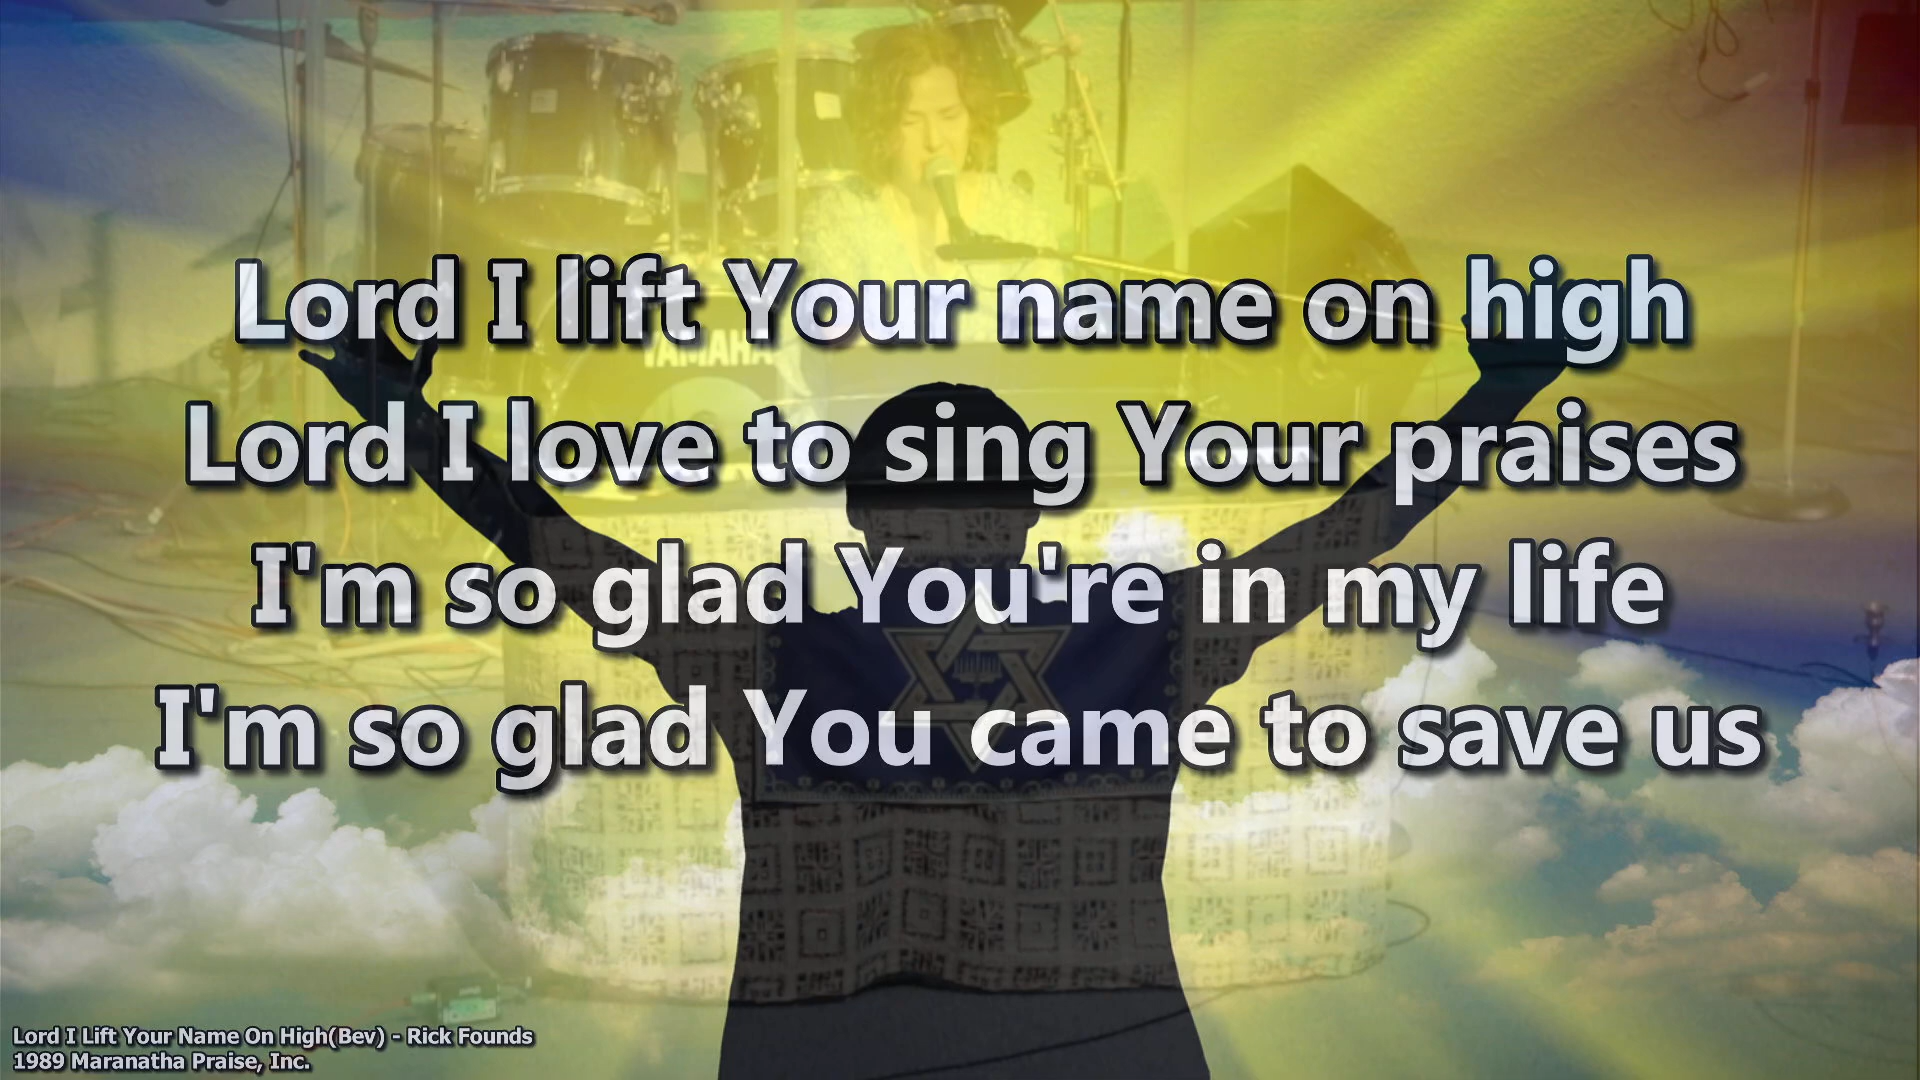 YAMAHA
Lord I lift Your name on high
Lord I love to sing Your praises
I'm so glad You're in my life
I'm so glad You came to save us
Lord I Lift Your Name On High(Bev) - Rick Founds
1989 Maranatha Praise, Inc.